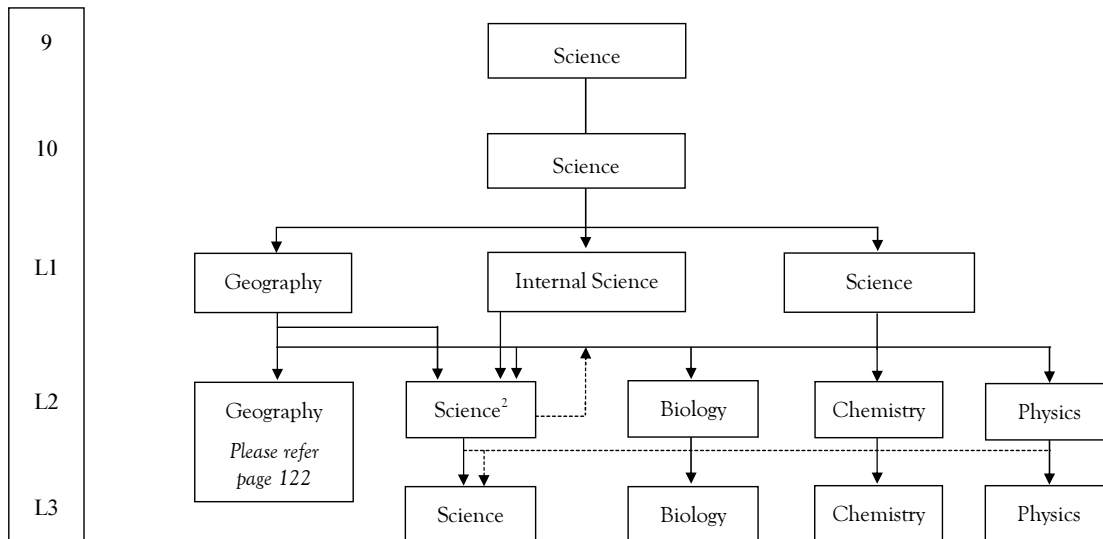 9
Science
10
Science
L1
Geography
Internal Science
Science
L2
Geography
Please refer
page 122
Science²
Biology
Chemistry
Physics
L3
Science
Biology
Chemistry
Physics